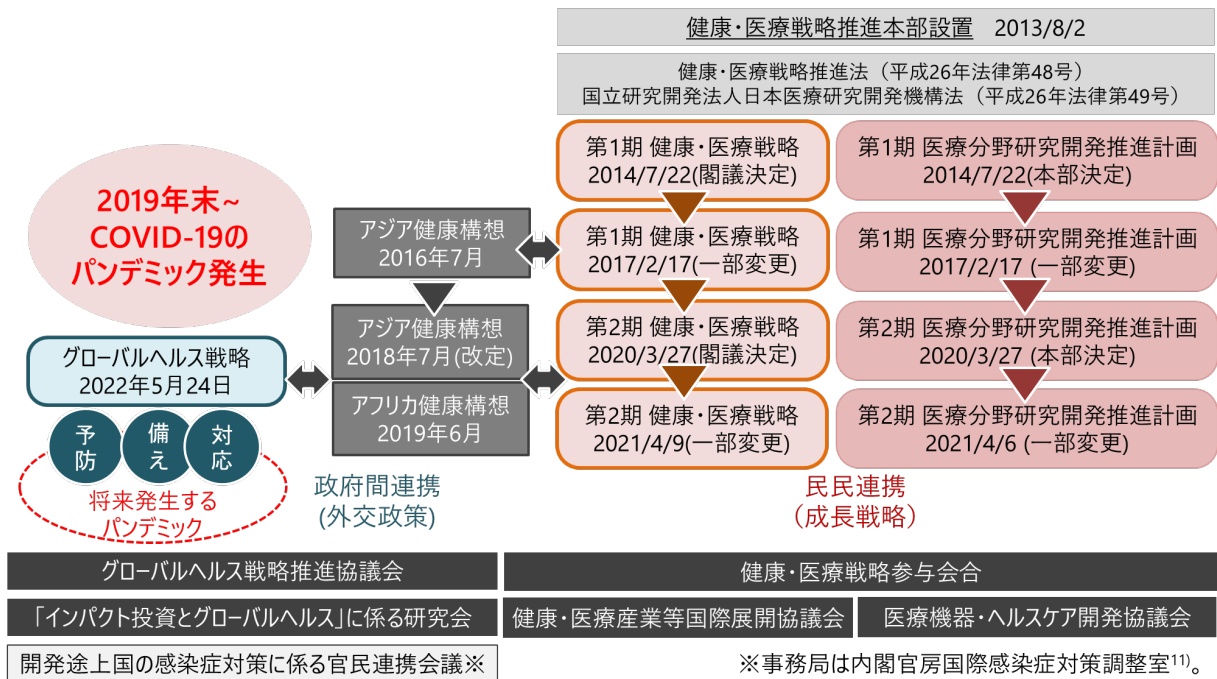 健康・医療戦略推進本部設置　2013/8/2
健康・医療戦略推進法（平成26年法律第48号）
国立研究開発法人日本医療研究開発機構法（平成26年法律第49号）
2019年末~
COVID-19の
パンデミック発生
グローバルヘルス戦略
2022年5月24日
予防
備え
対応
将来発生する
パンデミック
アジア健康構想
2016年7月
アジア健康構想
2018年7月(改定)
アフリカ健康構想
2019年6月
政府間連携
(外交政策)
第1期 健康・医療戦略
2014/7/22(閣議決定)
第1期 健康・医療戦略
2017/2/17(一部変更)
第2期 健康・医療戦略
2020/3/27(閣議決定)
第2期 健康・医療戦略
2021/4/9(一部変更)
第1期 医療分野研究開発推進計画
2014/7/22(本部決定)
第1期 医療分野研究開発推進計画
2017/2/17 (一部変更)
第2期 医療分野研究開発推進計画
2020/3/27 (本部決定)
第2期 医療分野研究開発推進計画
2021/4/6 (一部変更)
民民連携
（成長戦略）
グローバルヘルス戦略推進協議会
健康・医療戦略参与会合
「インパクト投資とグローバルヘルス」に係る研究会
健康・医療産業等国際展開協議会
医療機器・ヘルスケア開発協議会
開発途上国の感染症対策に係る官民連携会議※
※事務局は内閣官房国際感染症対策調整室11)。